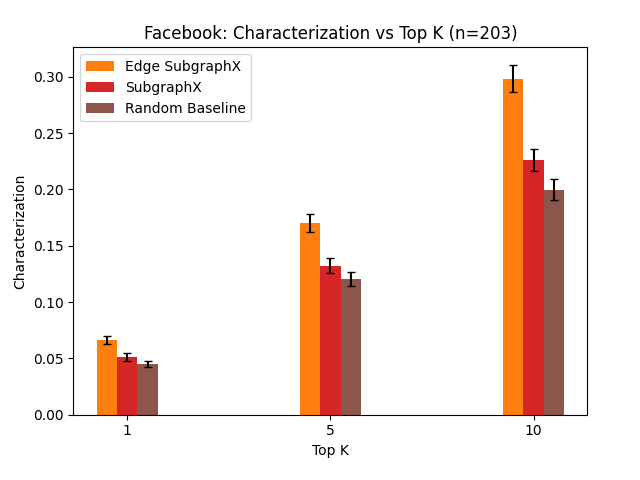 Facebook: Characterization vs Top K (n=203)
Edge SubgraphX
SubgraphX
Random Baseline
Characterization
0.30
0.25
0.20
0.15
0.10
0.05
0.00
1
5
10
Top K